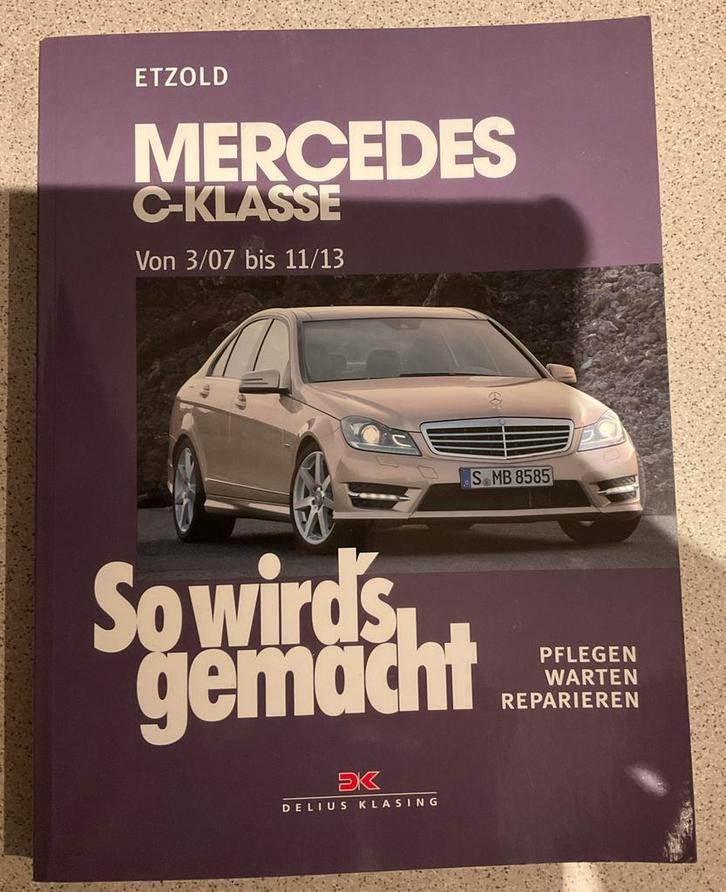 ETZOLD
MERCEDES
C-KLASSE
Von 3/07 bis 11/13
S MB 8585
So wird's
gemacht
PFLEGEN
WARTEN
REPARIEREN
DK
DELIUS KLASING